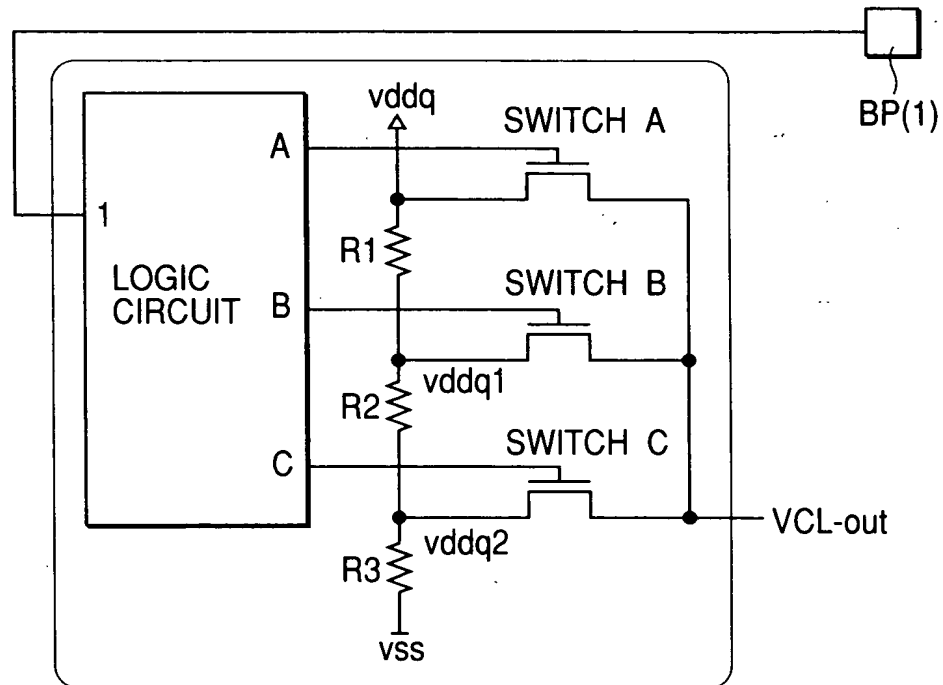 BP(1)
vddq
SWITCH A
A
1
R1
LOGIC
CIRCUIT
SWITCH B
B
vddq1
R2
SWITCH C
C
vddq2
VCL-out
R3
vss